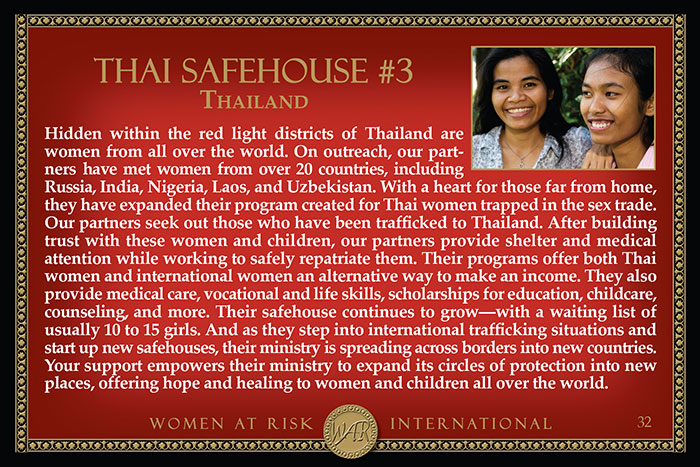 THAI SAFEHOUSE #3
THAILAND
Hidden within the red light districts of Thailand are
women from all over the world. On outreach, our part-
ners have met women from over 20 countries, including
Russia, India, Nigeria, Laos, and Uzbekistan. With a heart for those far from home,
they have expanded their program created for Thai women trapped in the sex trade.
Our partners seek out those who have been trafficked to Thailand. After building
trust with these women and children, our partners provide shelter and medical
attention while working to safely repatriate them. Their programs offer both Thai
women and international women an alternative way to make an income. They also
provide medical care, vocational and life skills, scholarships for education, childcare,
counseling, and more. Their safehouse continues to grow—with a waiting list of
usually 10 to 15 girls. And as they step into international trafficking situations and
start up new safehouses, their ministry is spreading across borders into new countries.
Your support empowers their ministry to expand its circles of protection into new
places, offering hope and healing to women and children all over the world.
WOMEN AT RISK WAR INTERNATIONAL 32